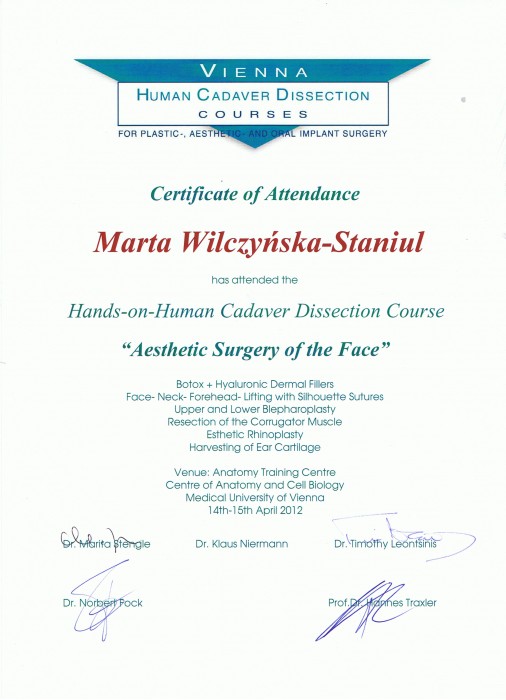 VIENNA
HUMAN CADAVER DISSECTION
COURSES
FOR PLASTIC-, AESTHETIC- AND ORAL IMPLANT SURGERY
Certificate of Attendance
Marta Wilczyńska-Staniul
has attended the
Hands-on-Human Cadaver Dissection Course
“Aesthetic Surgery of the Face”
Botox + Hyaluronic Dermal Fillers
Face- Neck- Forehead- Lifting with Silhouette Sutures
Upper and Lower Blepharoplasty
Resection of the Corrugator Muscle
Esthetic Rhinoplasty
Harvesting of Ear Cartilage
Venue: Anatomy Training Centre
Centre of Anatomy and Cell Biology
Medical University of Vienna
14th-15th April 2012
Dr. Marita Stengle Dr. Klaus Niermann Dr. Timothy Leontsinis
Dr. Norbert Pock Prof.Dr. Hannes Traxler